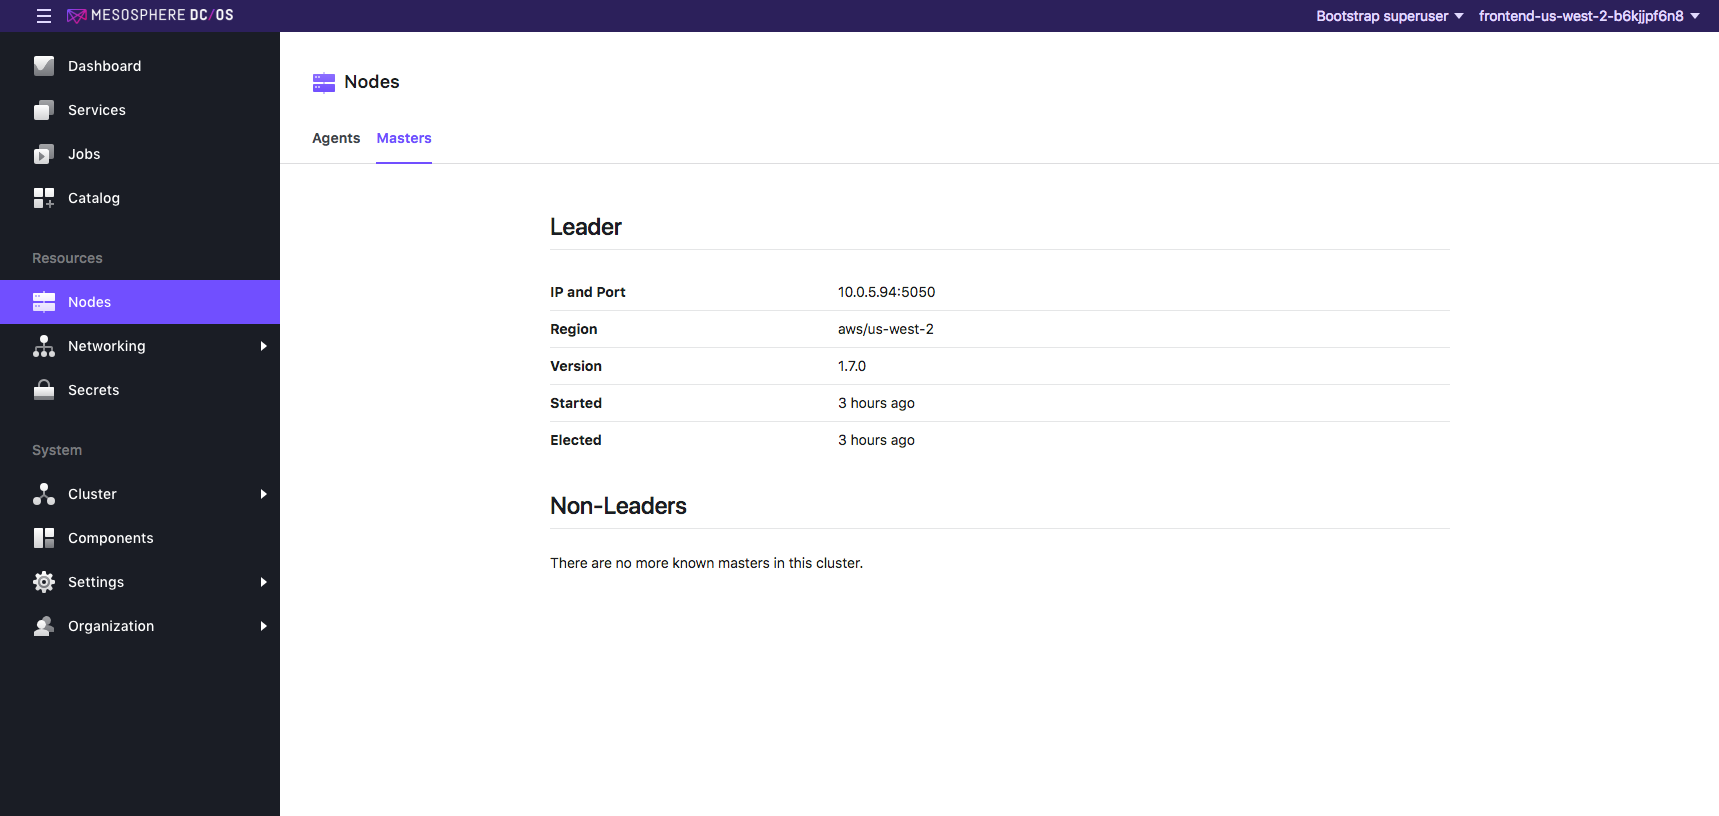 MESOSPHERE DC/OS
Bootstrap superuser
frontend-us-west-2-b6kjjpf6n8
Dashboard
Services
Jobs
Catalog
Resources
Nodes
Networking
Secrets
System
Cluster
Components
Settings
Organization
Nodes
Agents Masters
Leader
IP and Port 10.0.5.94:5050
Region aws/us-west-2
Version 1.7.0
Started 3 hours ago
Elected 3 hours ago
Non-Leaders
There are no more known masters in this cluster.